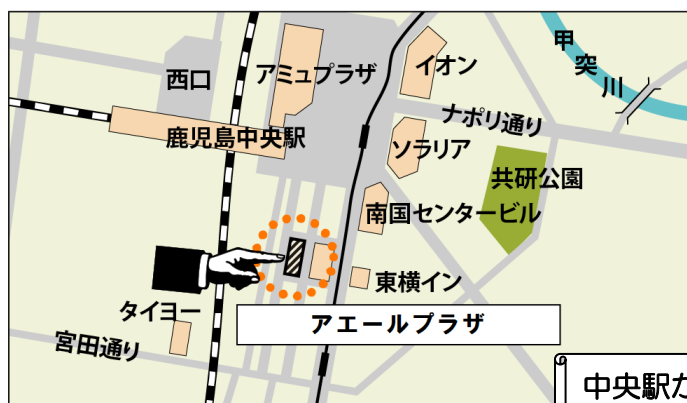 西口
アミュプラザ
イオン
甲突川
ナポリ通り
鹿児島中央駅
ソラリア
共研公園
南国センタービル
東横イン
タイヨー
アエールプラザ
宮田通り
中央駅か